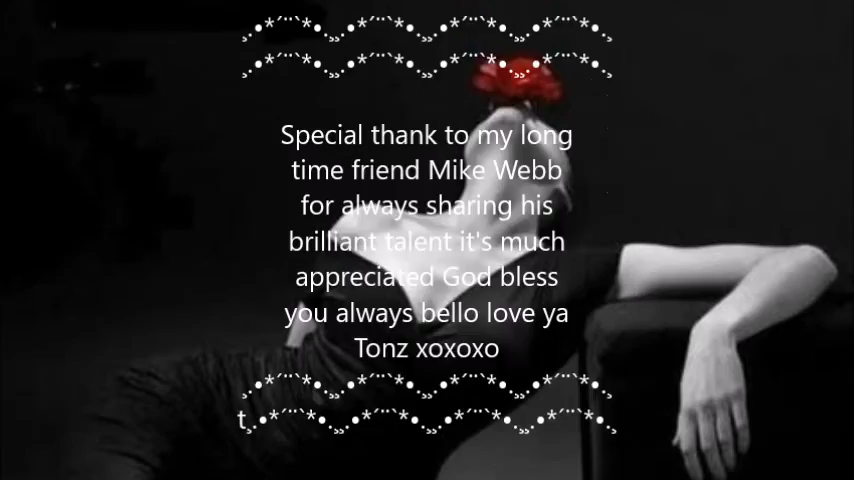 ¸.•*´¨`*•.¸¸.•*´¨`*•.¸¸.•*´¨`*•.¸¸.•*´¨`*•.¸
¸.•*´¨`*•.¸¸.•*´¨`*•.¸¸.•*´¨`*•.¸¸.•*´¨`*•.¸
Special thank to my long
time friend Mike Webb
for always sharing his
brilliant talent it's much
appreciated God bless
you always bello love ya
Tonz xoxoxo
¸.•*´¨`*•.¸¸.•*´¨`*•.¸¸.•*´¨`*•.¸¸.•*´¨`*•.¸
t¸.•*´¨`*•.¸¸.•*´¨`*•.¸¸.•*´¨`*•.¸¸.•*´¨`*•.¸